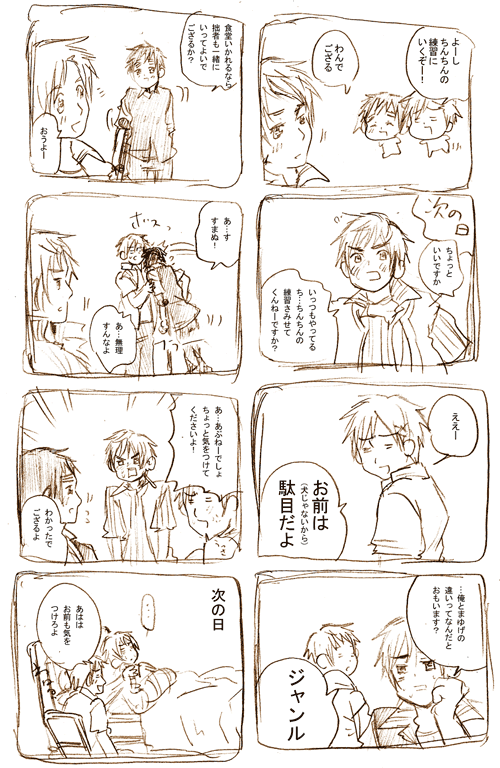 よーし
ちんちんの
練習に
いくぞー!
わんで
ござる
次の日
ちょっと
いいですか
いっつもやってる
ち…ちんちんの
練習さみせて
くんねーですか?
ええー
お前は
(犬じゃないから)
駄目だよ
…俺とまゆげの
違いってなんだと
おもいます?
ジャンル
食堂いかれるなら
拙者も一緒に
いってよいで
ござるか?
おうよー
あ…す
すまぬ!
ボスっ
あ…無理
すんなよ
あ…あぶねーでしょ
ちょっと気をつけて
くださいよ!
わかったで
ござるよ
次の日
…
あはは
お前も気を
つけろよ